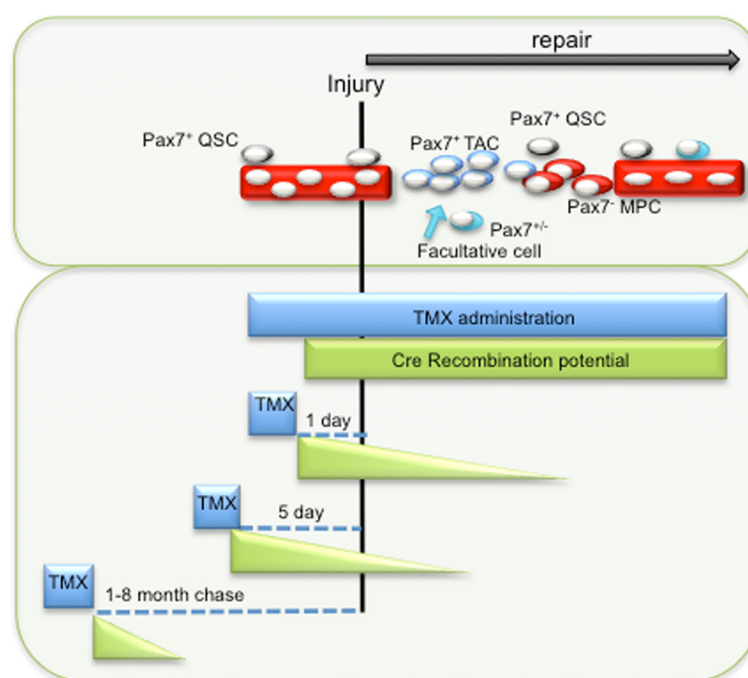 repair
Injury
Pax7⁺ QSC
Pax7⁺ TAC
Pax7⁺ QSC
Pax7⁻ MPC
Pax7⁺/⁻
Facultative cell
TMX administration
Cre Recombination potential
TMX
1 day
TMX
5 day
TMX
1-8 month chase